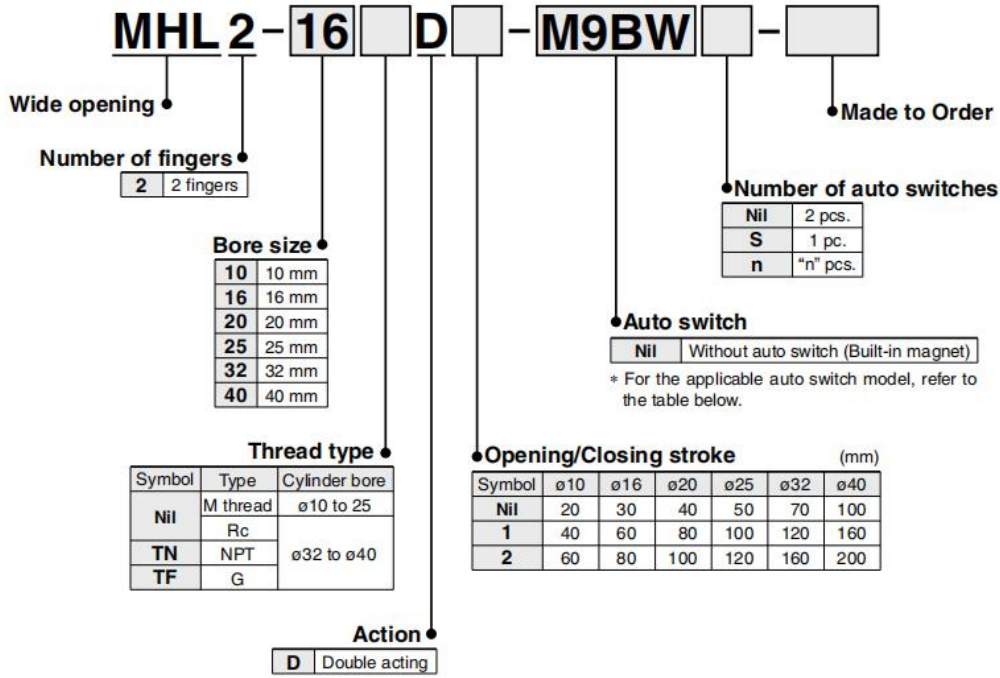 MHL2-16 D - M9BW -
Wide opening
Made to Order
Number of fingers
2 2 fingers
Number of auto switches
Nil 2 pcs.
S 1 pc.
n "n" pcs.
Bore size
10 10 mm
16 16 mm
20 20 mm
25 25 mm
32 32 mm
40 40 mm
Auto switch
Nil Without auto switch (Built-in magnet)
* For the applicable auto switch model, refer to
the table below.
Thread type
Symbol Type Cylinder bore
Nil M thread ø10 to 25
Rc ø32 to ø40
TN NPT
TF G
Opening/Closing stroke (mm)
Symbol ø10 ø16 ø20 ø25 ø32 ø40
Nil 20 30 40 50 70 100
1 40 60 80 100 120 160
2 60 80 100 120 160 200
Action
D Double acting